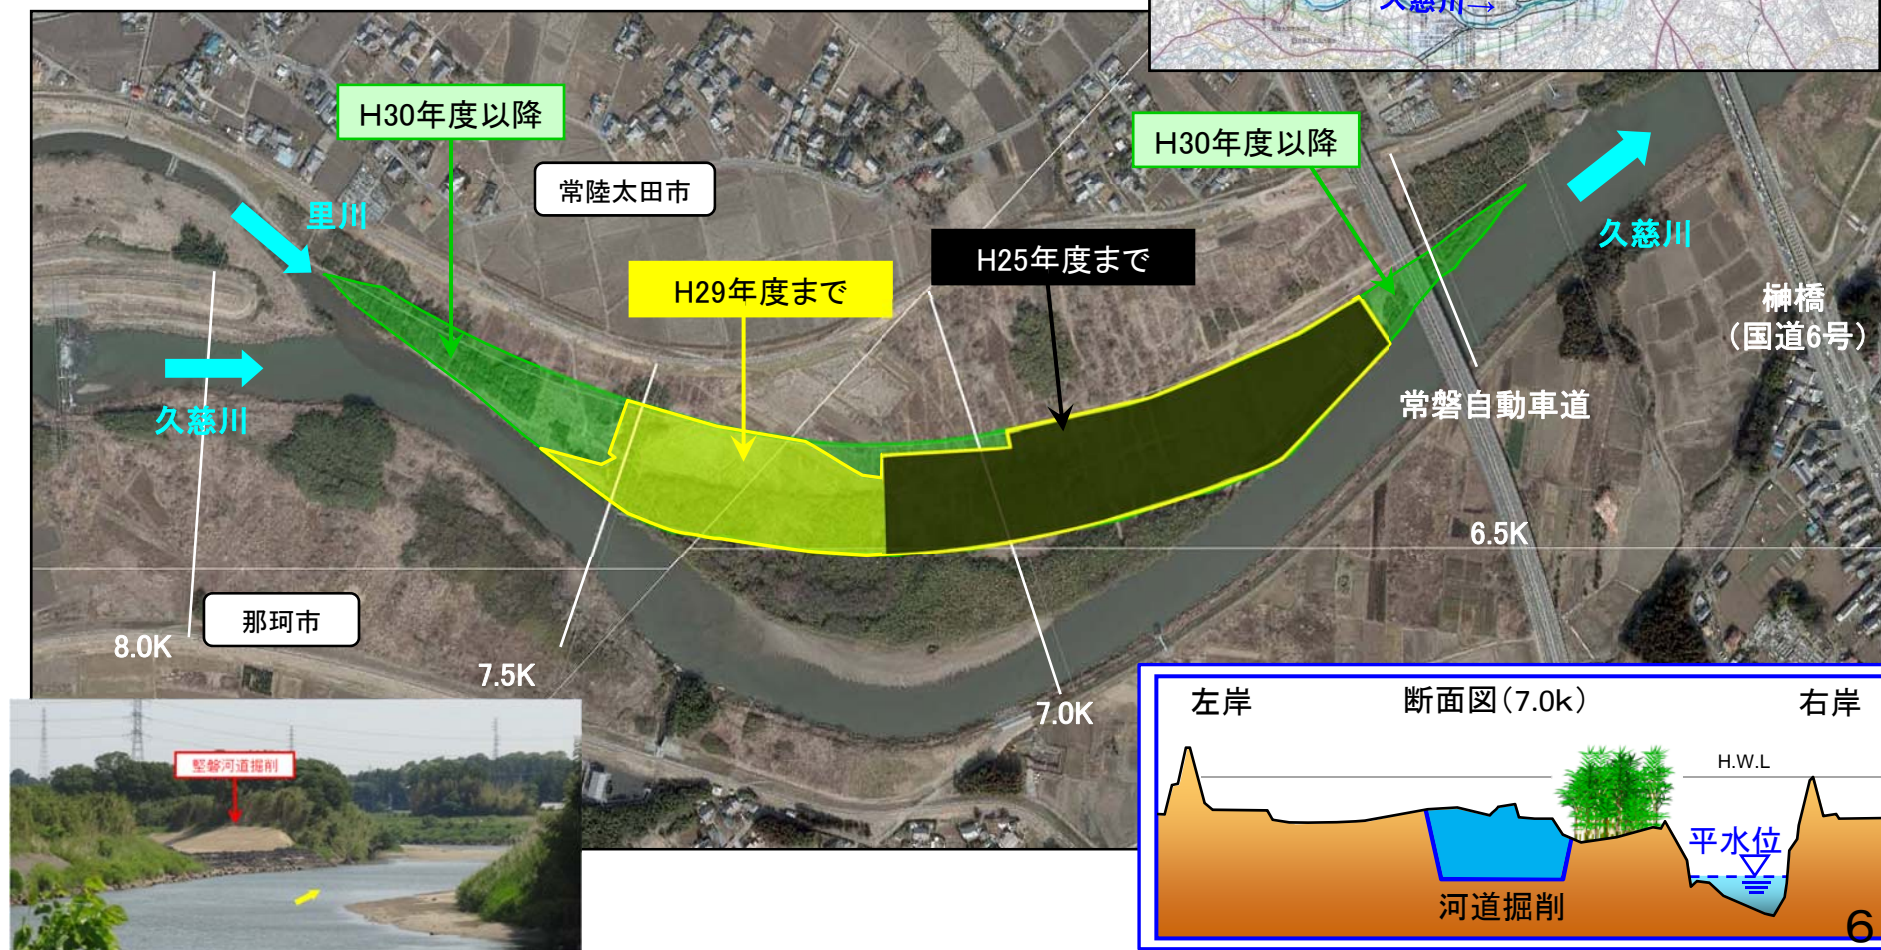 久慈川→
H30年度以降
H30年度以降
常陸太田市
里川
久慈川
H25年度まで
H29年度まで
榊橋
（国道6号）
久慈川
常磐自動車道
6.5K
那珂市
8.0K
7.5K
7.0K
堅磐河道掘削
左岸
断面図（7.0k）
右岸
H.W.L
平水位
河道掘削
6